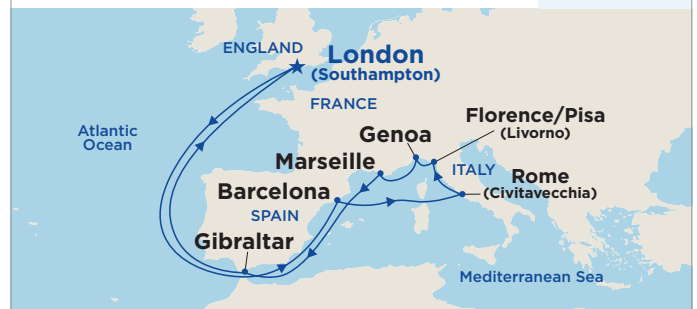 ENGLAND
London
(Southampton)
FRANCE
Florence/Pisa
(Livorno)
Atlantic
Ocean
Genoa
Marseille
ITALY
Rome
(Civitavecchia)
Barcelona
SPAIN
Gibraltar
Mediterranean Sea